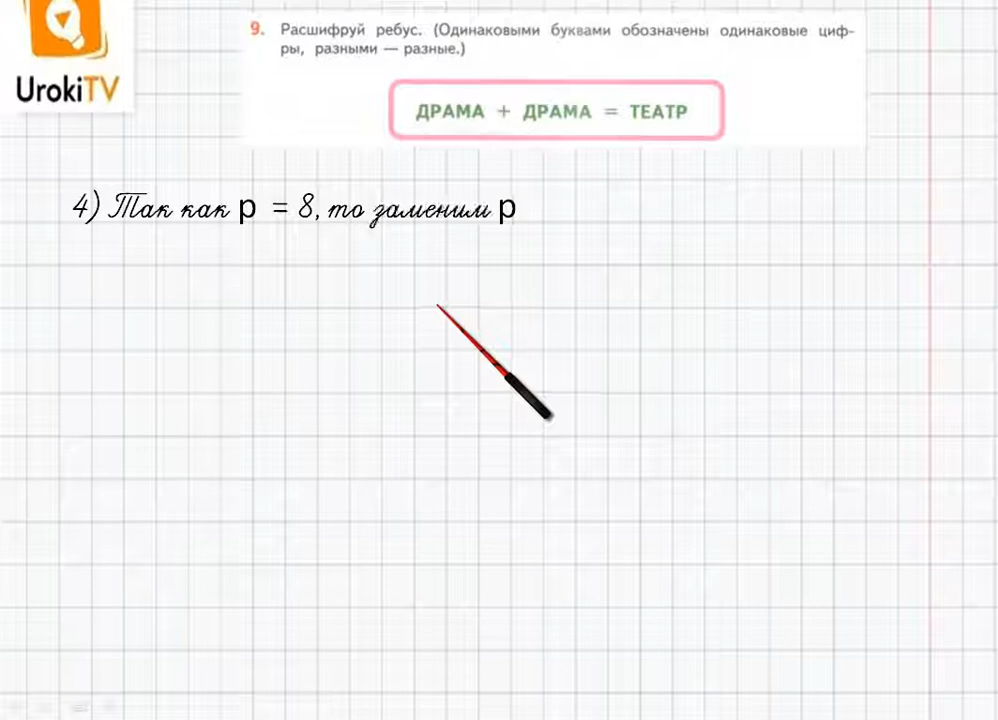 UrokiTV
9. Расшифруй ребус. (Одинаковыми буквами обозначены одинаковые циф-
ры, разными — разные.)
ДРАМА + ДРАМА = ТЕАТР
4) Так как р = 8, то заменим р